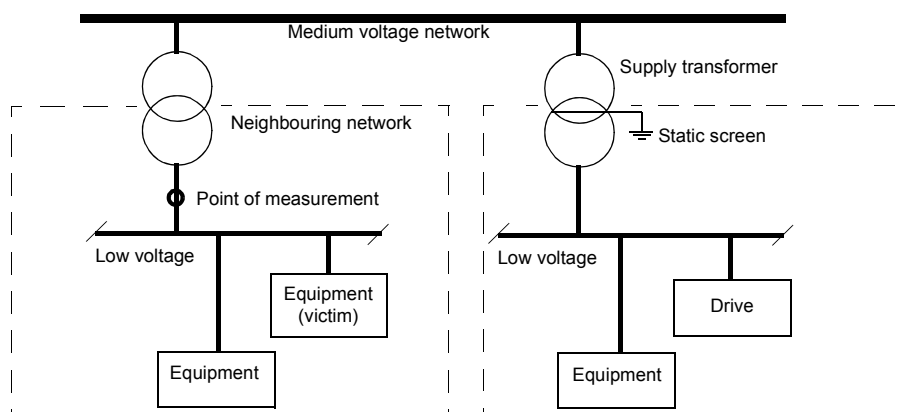 Medium voltage network
Supply transformer
Neighbouring network
Static screen
Point of measurement
Low voltage
Low voltage
Equipment
(victim)
Drive
Equipment
Equipment